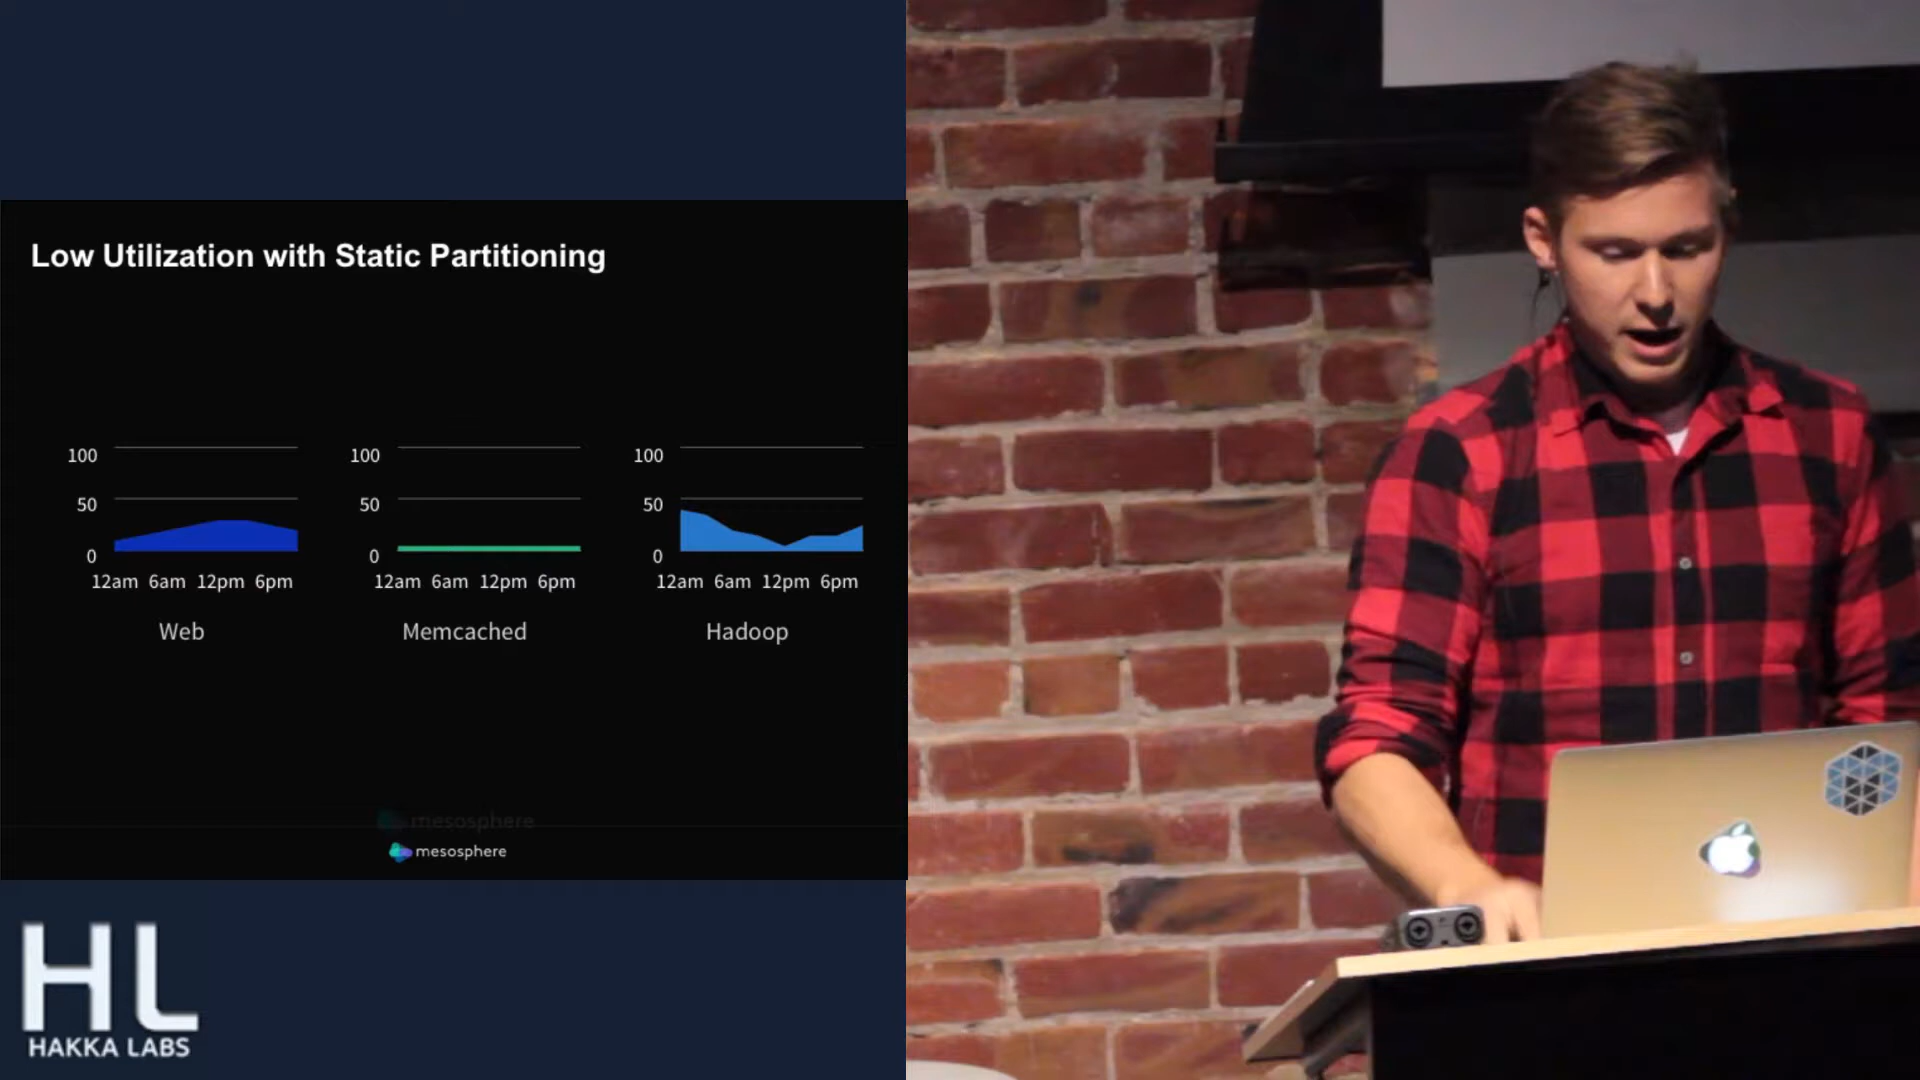 Low Utilization with Static Partitioning
100
50
0
12am 6am 12pm 6pm
Web
100
50
0
12am 6am 12pm 6pm
Memcached
100
50
0
12am 6am 12pm 6pm
Hadoop
mesosphere
mesosphere
HL
HAKKA LABS